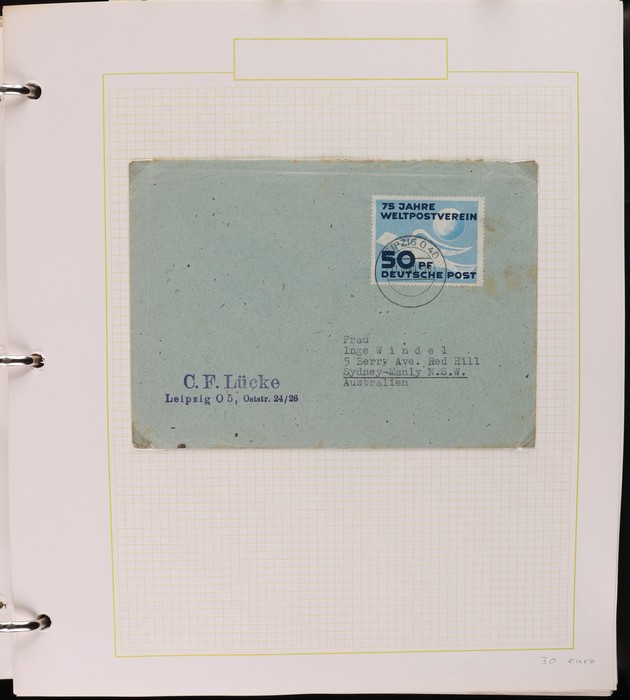 75 JAHRE
WELTPOSTVEREIN
50 PF
DEUTSCHE POST
Frau
Inge W i n d e l
5 Berry Ave. Red Hill
Sydney-Manly N.S.W.
Australien
C. F. Lücke
Leipzig O 5, Oststr. 24/26
30 euro